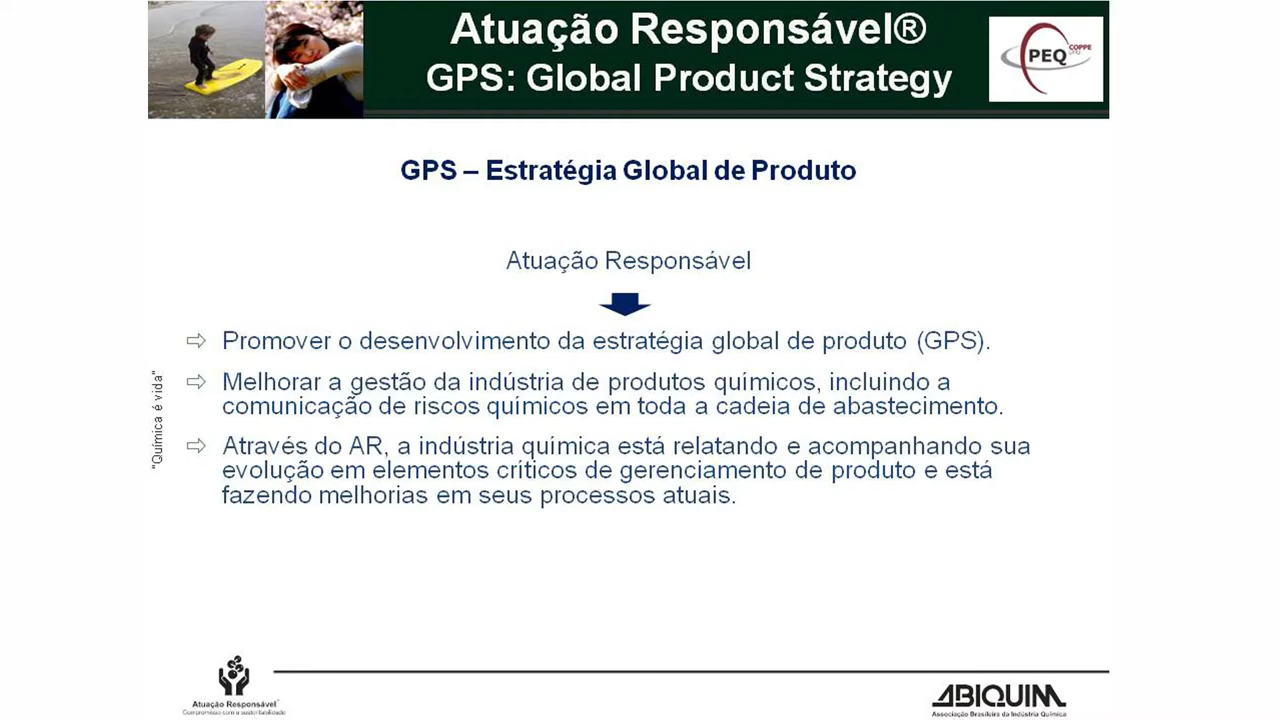 Atuação Responsável®
GPS: Global Product Strategy
PEQ COPPE
GPS – Estratégia Global de Produto
Atuação Responsável
Promover o desenvolvimento da estratégia global de produto (GPS).
Melhorar a gestão da indústria de produtos químicos, incluindo a
comunicação de riscos químicos em toda a cadeia de abastecimento.
"Química é vida"
Através do AR, a indústria química está relatando e acompanhando sua
evolução em elementos críticos de gerenciamento de produto e está
fazendo melhorias em seus processos atuais.
Atuação Responsável
Compromisso com a sustentabilidade
ABIQUIM
Associação Brasileira da Indústria Química